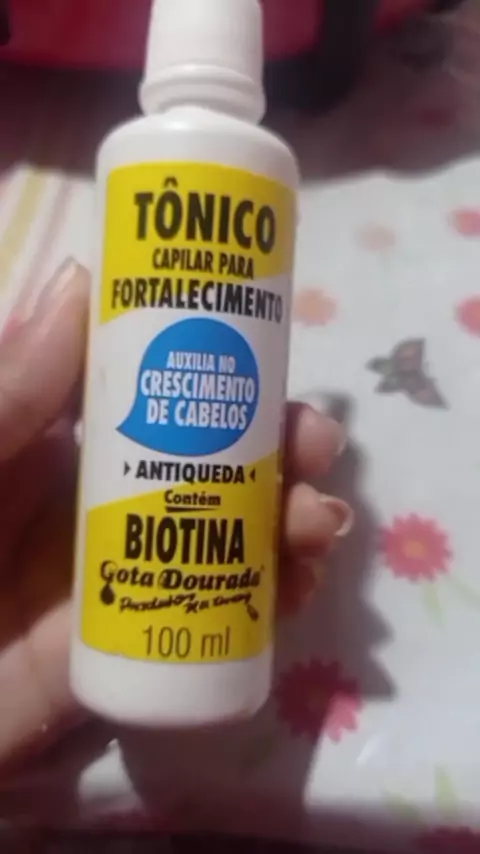 TÔNICO
CAPILAR PARA
FORTALECIMENTO
AUXILIA NO
CRESCIMENTO
DE CABELOS
ANTIQUEDA
Contém
BIOTINA
Gota Dourada
100 ml